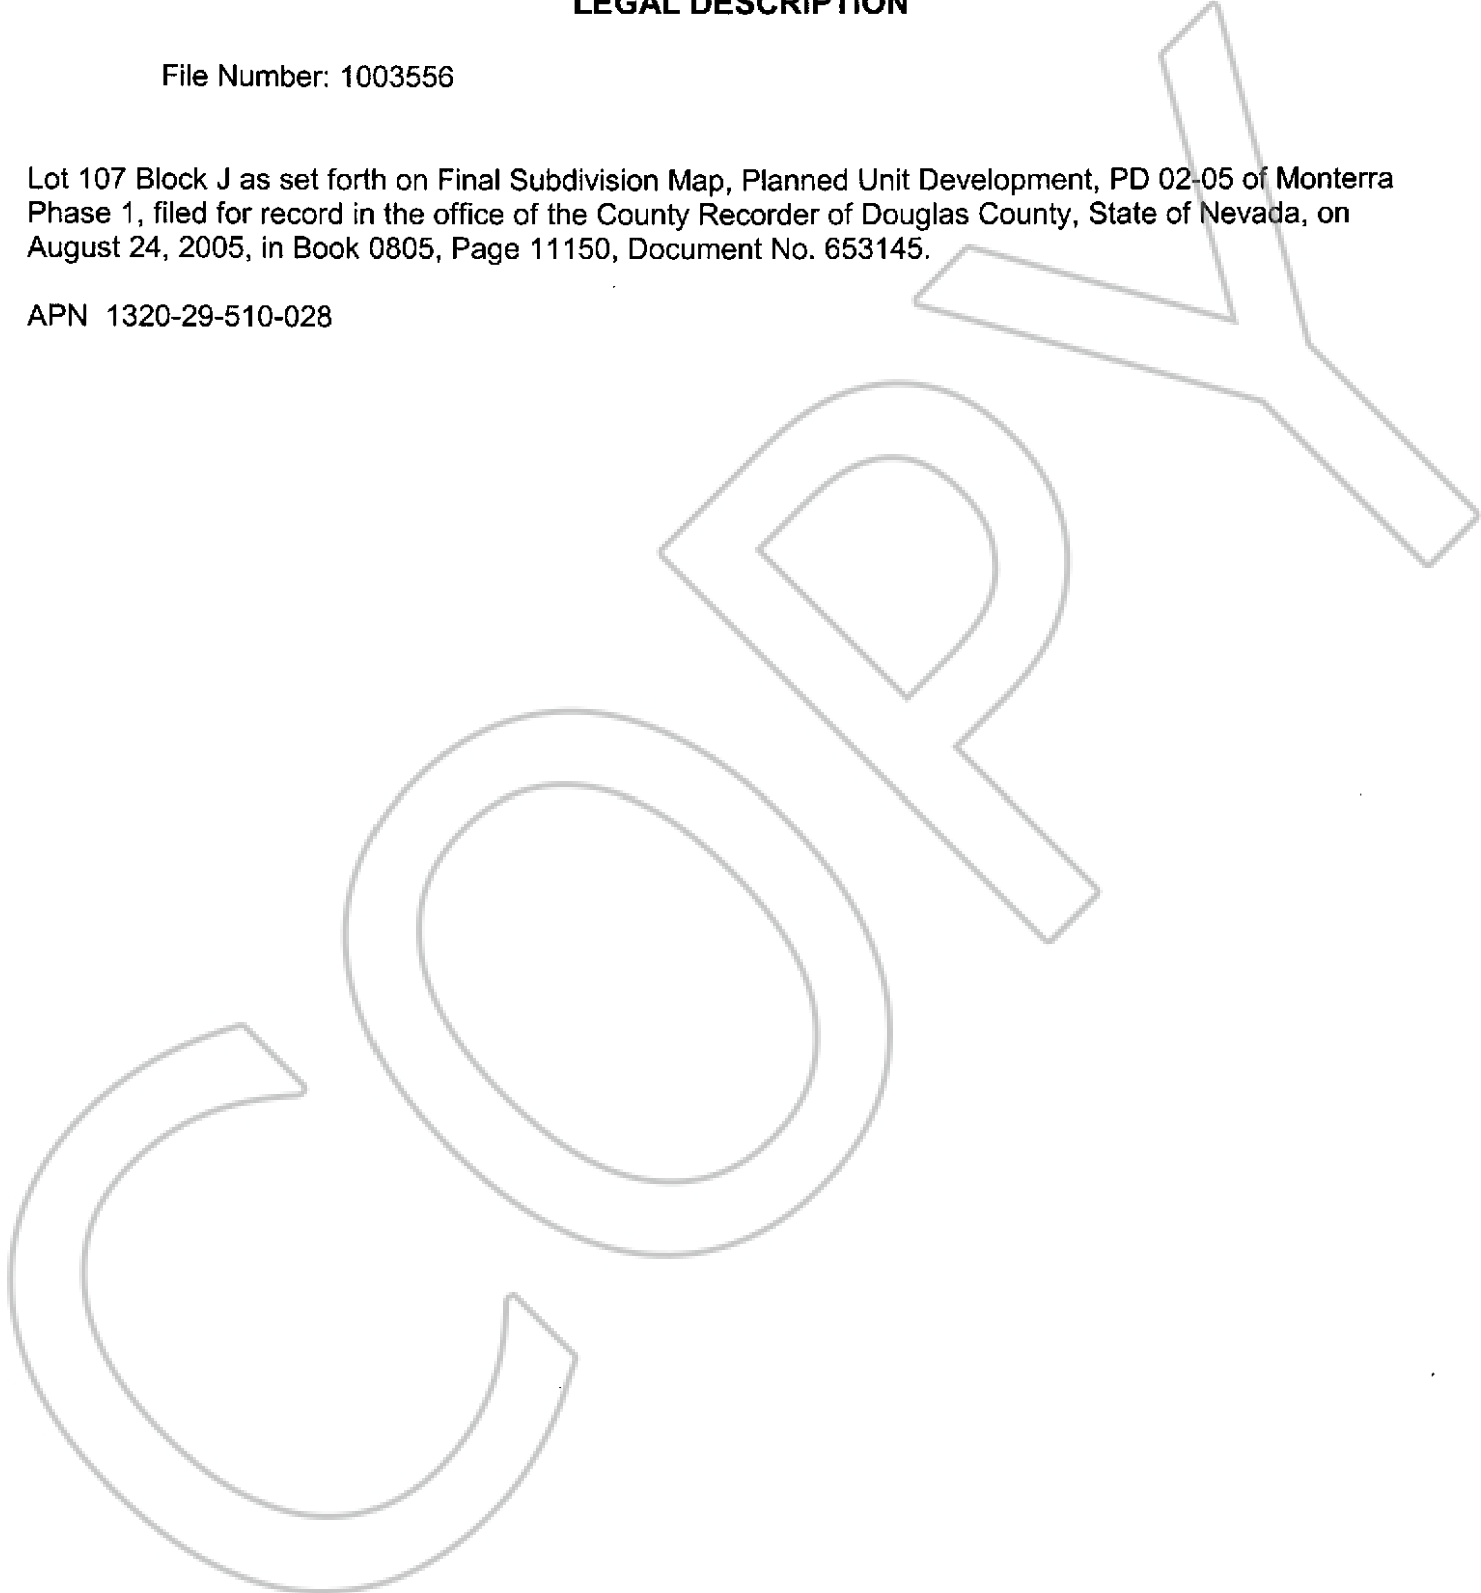 LEGAL DESCRIPTION
File Number: 1003556
Lot 107 Block J as set forth on Final Subdivision Map, Planned Unit Development, PD 02-05 of Monterra
Phase 1, filed for record in the office of the County Recorder of Douglas County, State of Nevada, on
August 24, 2005, in Book 0805, Page 11150, Document No. 653145.
APN 1320-29-510-028
COPY